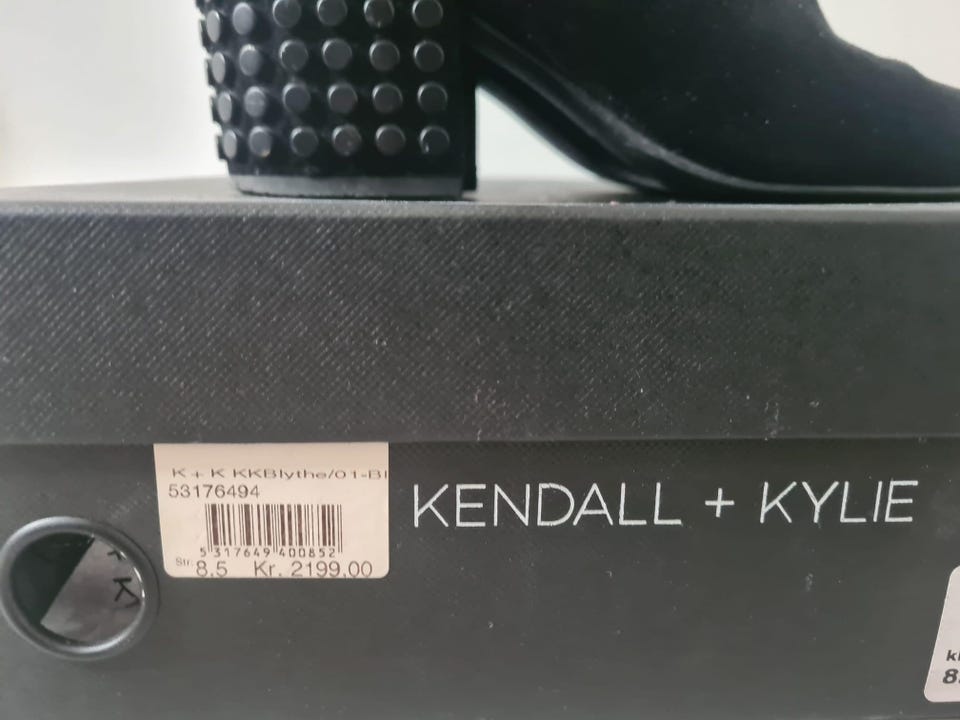 K + K KKBlythe/01-Bl
53176494
5 317649 400852
Str. 8.5 Kr. 2199,00
KENDALL + KYLIE
K